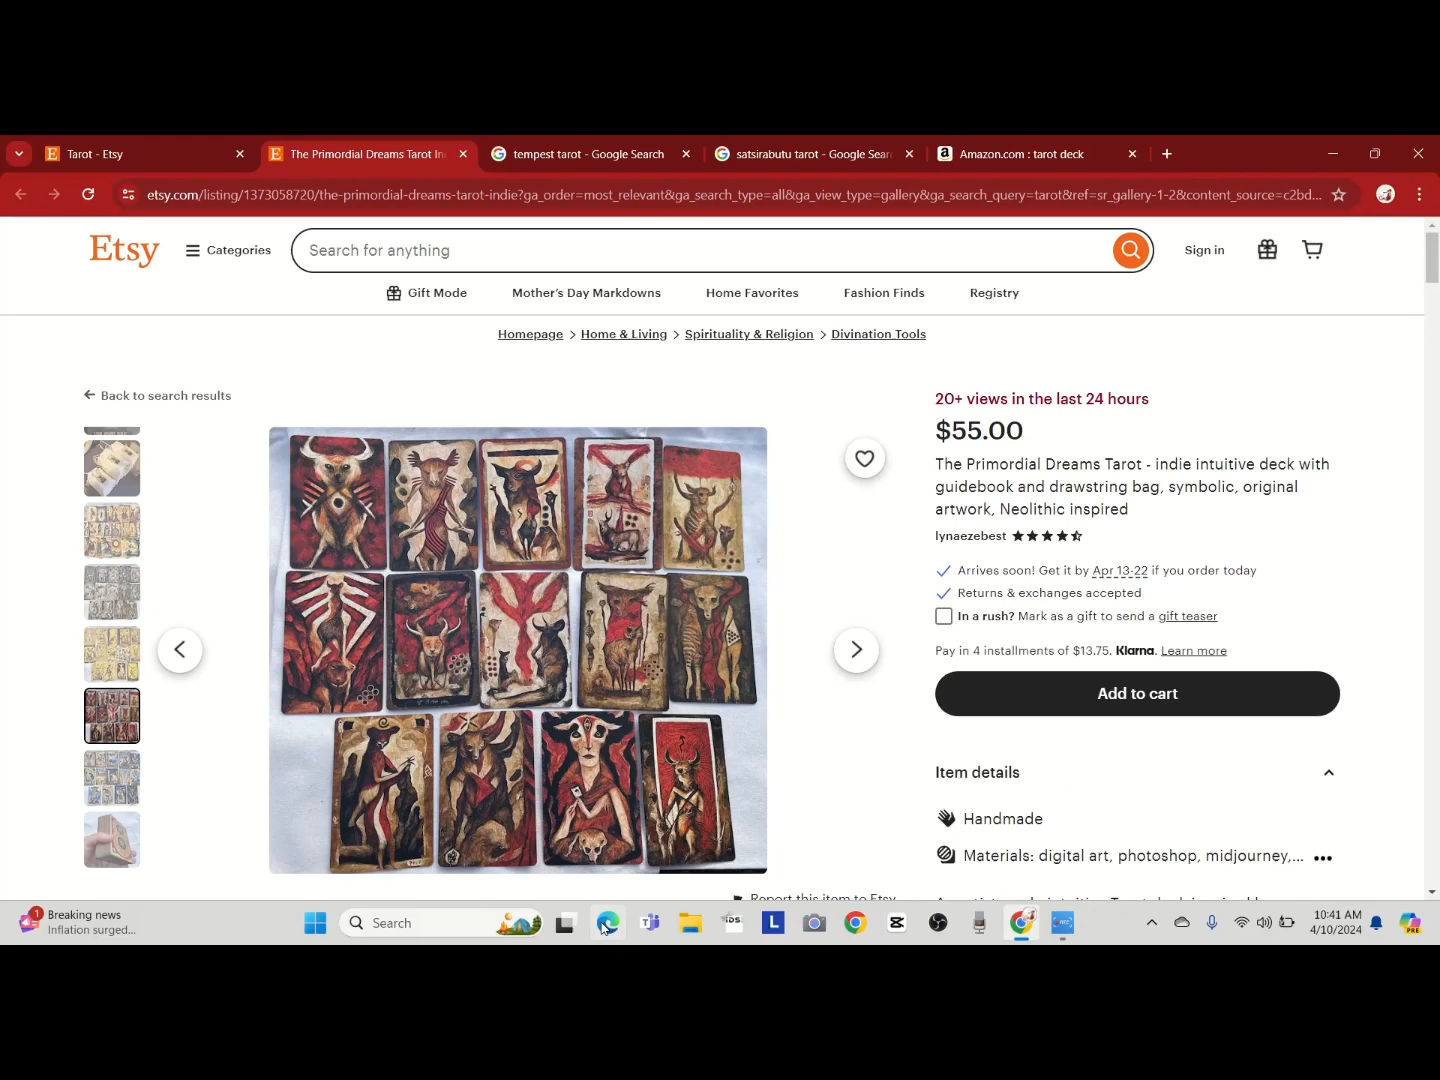 Tarot - Etsy
The Primordial Dreams Tarot In
tempest tarot - Google Search
satsirabutu tarot - Google Sear
Amazon.com : tarot deck
etsy.com/listing/1373058720/the-primordial-dreams-tarot-indie?ga_order=most_relevant&ga_search_type=all&ga_view_type=gallery&ga_search_query=tarot&ref=sr_gallery-1-2&content_source=c2bd...
Etsy
Categories
Search for anything
Sign in
Gift Mode
Mother's Day Markdowns
Home Favorites
Fashion Finds
Registry
Homepage > Home & Living > Spirituality & Religion > Divination Tools
Back to search results
20+ views in the last 24 hours
$55.00
The Primordial Dreams Tarot - indie intuitive deck with
guidebook and drawstring bag, symbolic, original
artwork, Neolithic inspired
lynaezebest
Arrives soon! Get it by Apr 13-22 if you order today
Returns & exchanges accepted
In a rush? Mark as a gift to send a gift teaser
Pay in 4 installments of $13.75. Klarna. Learn more
Add to cart
Item details
Handmade
Materials: digital art, photoshop, midjourney,...
Report this item to Etsy
1
Breaking news
Inflation surged...
Search
iDS
L
PRE
10:41 AM
4/10/2024